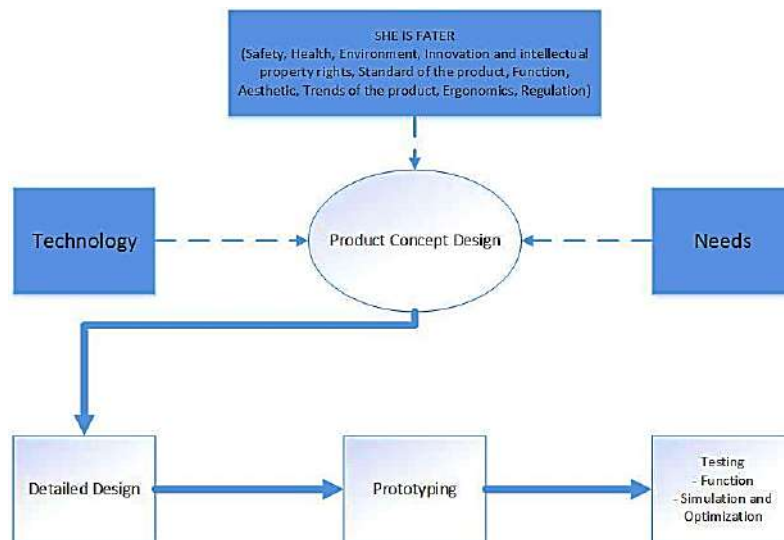 SHE IS FATER
(Safety, Health, Environment, Innovation and intellectual
property rights, Standard of the product, Function,
Aesthetic, Trends of the product, Ergonomics, Regulation)
Technology
Product Concept Design
Needs
Detailed Design
Prototyping
Testing
- Function
- Simulation and
Optimization